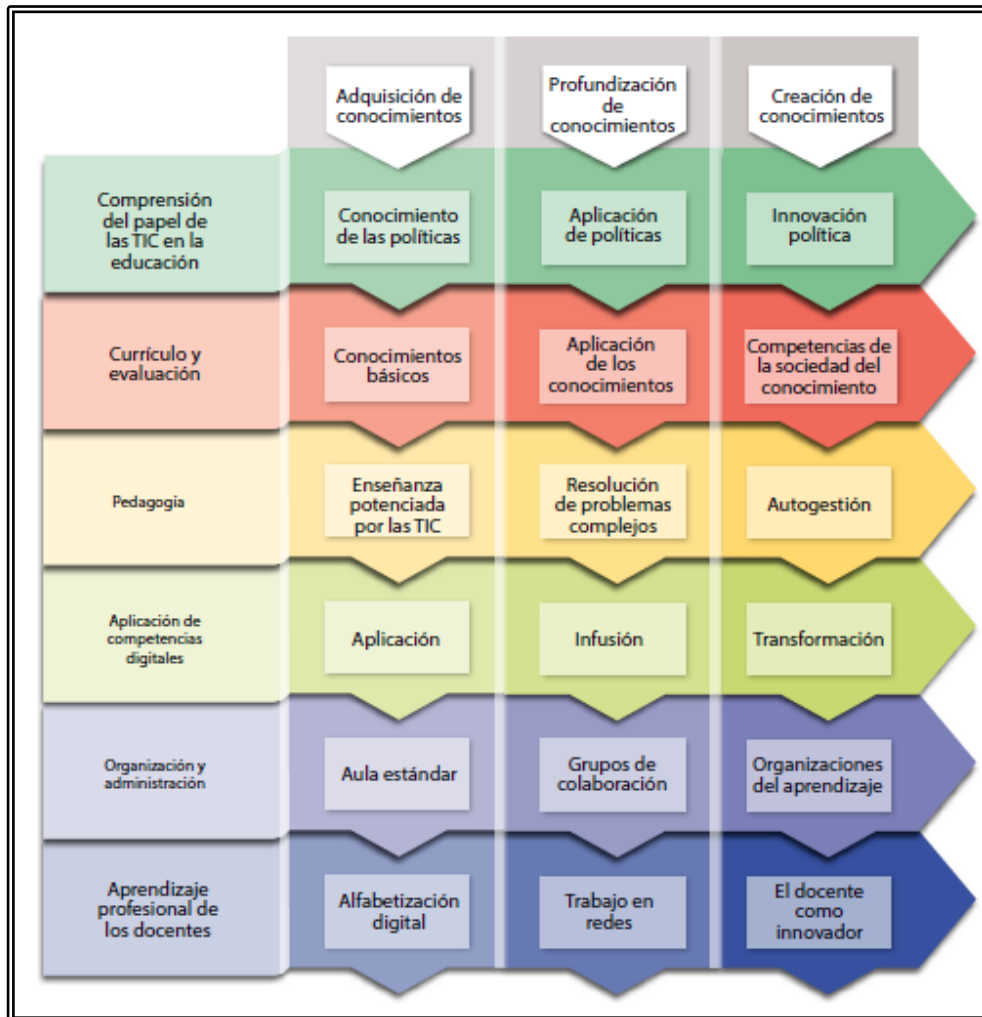 Adquisición de
conocimientos
Profundización
de
conocimientos
Creación de
conocimientos
Comprensión
del papel de
las TIC en la
educación
Conocimiento
de las políticas
Aplicación
de políticas
Innovación
política
Currículo y
evaluación
Conocimientos
básicos
Aplicación
de los
conocimientos
Competencias de
la sociedad del
conocimiento
Pedagogía
Enseñanza
potenciada
por las TIC
Resolución
de problemas
complejos
Autogestión
Aplicación de
competencias
digitales
Aplicación
Infusión
Transformación
Organización y
administración
Aula estándar
Grupos de
colaboración
Organizaciones
del aprendizaje
Aprendizaje
profesional de
los docentes
Alfabetización
digital
Trabajo en
redes
El docente
como
innovador